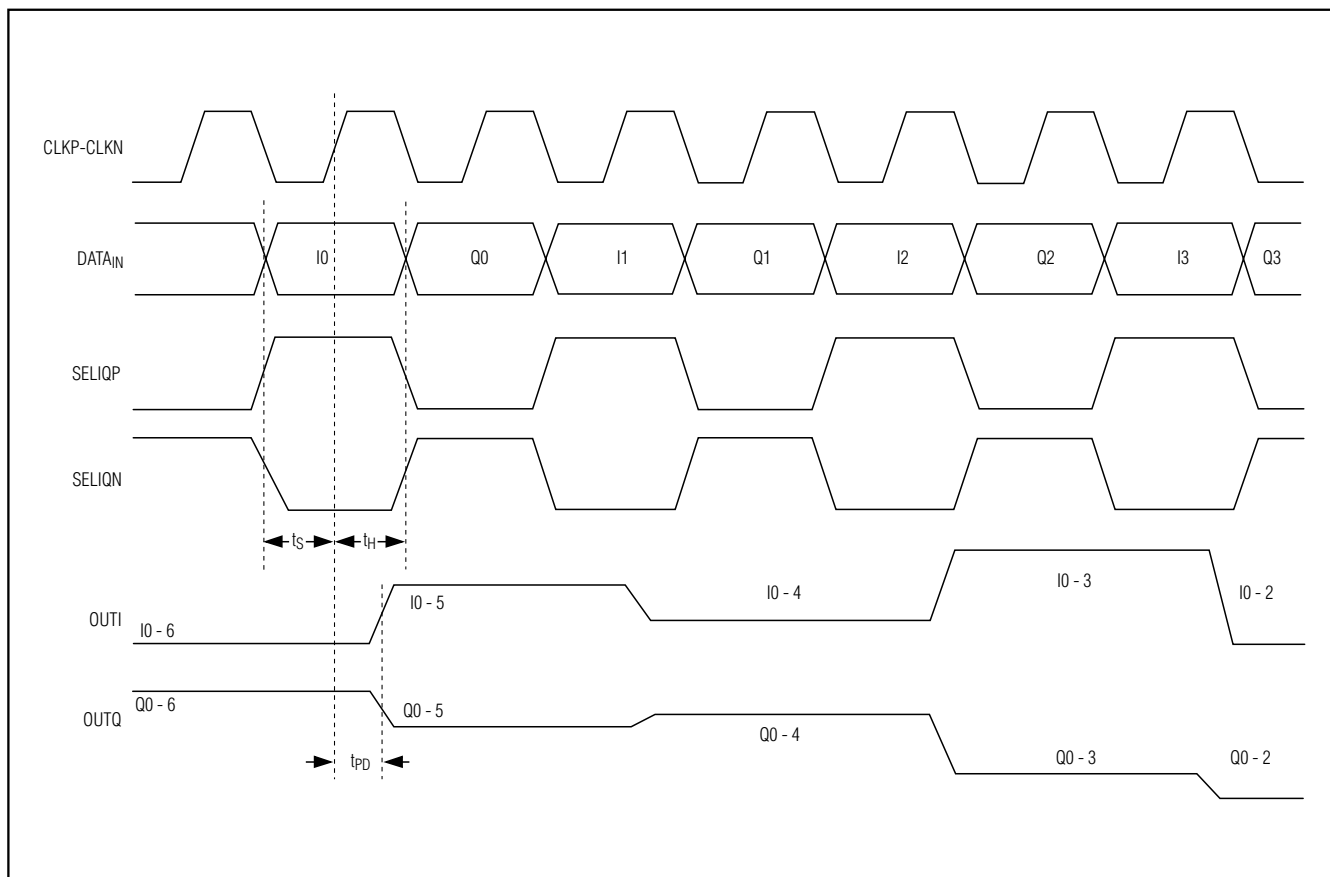 CLKP-CLKN
DATAIN
I0 Q0 I1 Q1 I2 Q2 I3 Q3
SELIQP
SELIQN
tS tH
OUTI
I0 - 6 I0 - 5 I0 - 4 I0 - 3 I0 - 2
OUTQ
Q0 - 6 Q0 - 5 Q0 - 4 Q0 - 3 Q0 - 2
tPD